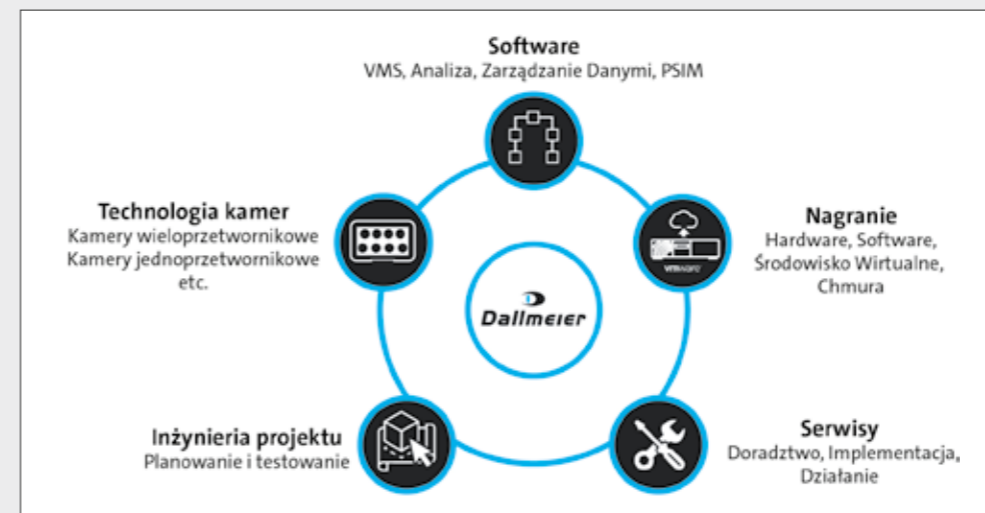 Software
VMS, Analiza, Zarządzanie Danymi, PSIM
Technologia kamer
Kamery wieloprzetwornikowe
Kamery jednoprzetwornikowe
etc.
Nagranie
Hardware, Software,
Środowisko Wirtualne,
Chmura
vmware
Dallmeier
Inżynieria projektu
Planowanie i testowanie
Serwisy
Doradztwo, Implementacja,
Działanie